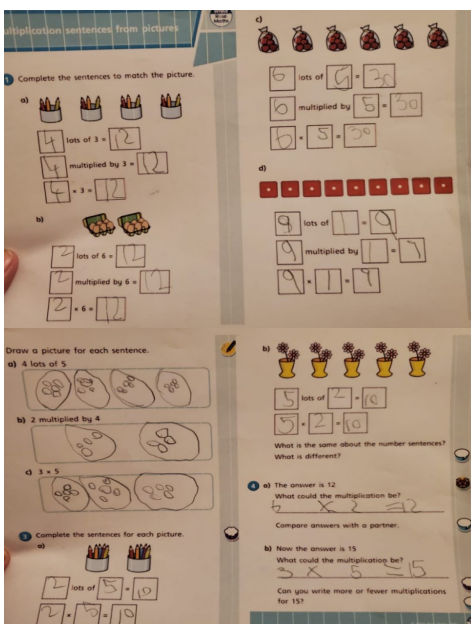 ultiplication sentences from pictures
1 Complete the sentences to match the picture.
a)
4 lots of 3 = 12
4 multiplied by 3 = 12
4 × 3 = 12
b)
2 lots of 6 = 12
2 multiplied by 6 = 12
2 × 6 = 12
c)
6 lots of 5 = 30
6 multiplied by 5 = 30
6 × 5 = 30
d)
9 lots of 1 = 9
9 multiplied by 1 = 9
9 × 1 = 9
Draw a picture for each sentence.
a) 4 lots of 5
b) 2 multiplied by 4
c) 3 × 5
3 Complete the sentences for each picture.
a)
2 lots of 5 = 10
2 × 5 = 10
b)
5 lots of 2 = 10
5 × 2 = 10
What is the same about the number sentences?
What is different?
4 a) The answer is 12
What could the multiplication be?
6 × 2 = 12
Compare answers with a partner.
b) Now the answer is 15
What could the multiplication be?
3 × 5 = 15
Can you write more or fewer multiplications
for 15?